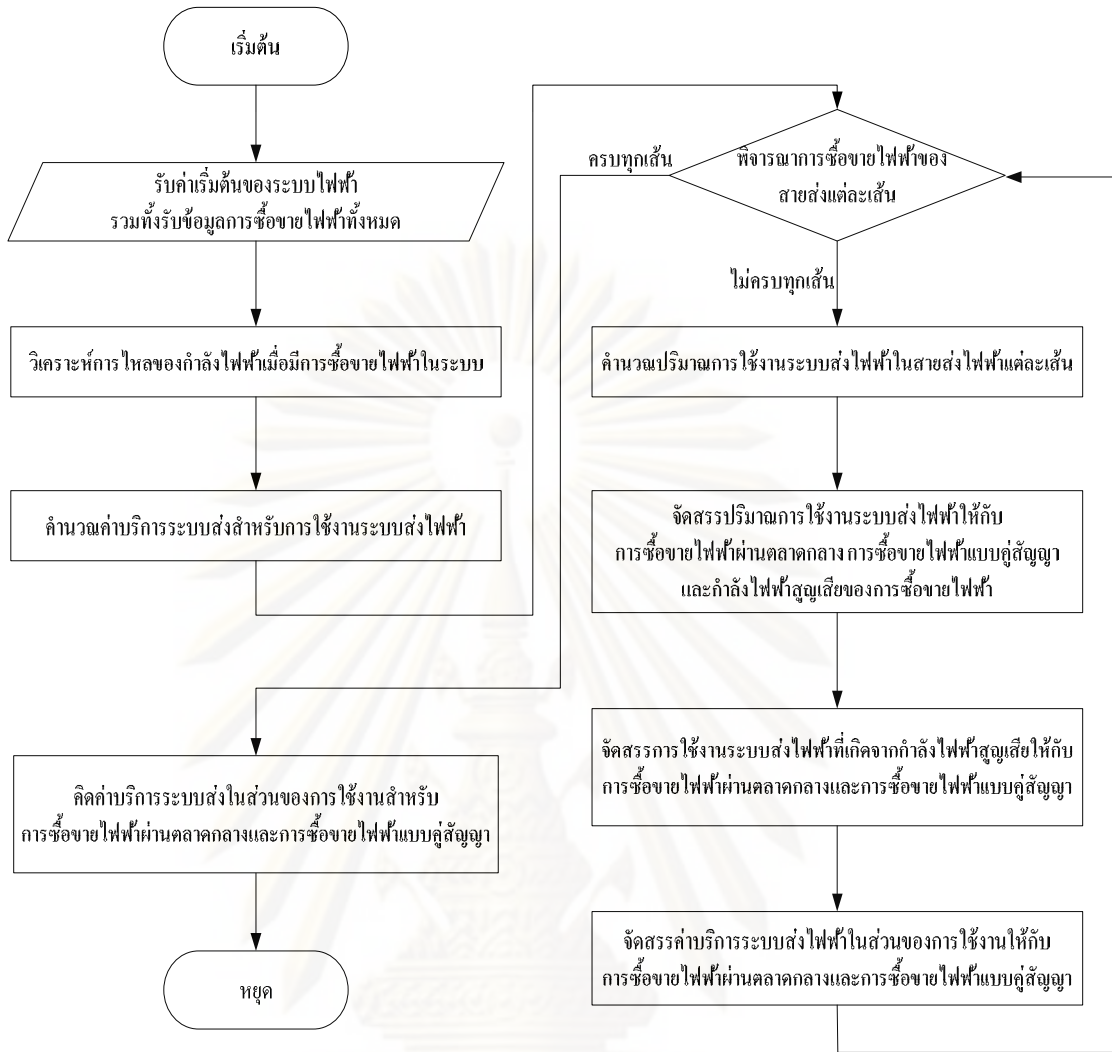 เริ่มต้น
รับค่าเริ่มต้นของระบบไฟฟ้า
รวมทั้งรับข้อมูลการซื้อขายไฟฟ้าทั้งหมด
วิเคราะห์การไหลของกำลังไฟฟ้าเมื่อมีการซื้อขายไฟฟ้าในระบบ
คำนวณค่าบริการระบบส่งสำหรับการใช้งานระบบส่งไฟฟ้า
พิจารณาการซื้อขายไฟฟ้าของ
สายส่งแต่ละเส้น
ครบทุกเส้น
ไม่ครบทุกเส้น
คำนวณปริมาณการใช้งานระบบส่งไฟฟ้าในสายส่งไฟฟ้าแต่ละเส้น
จัดสรรปริมาณการใช้งานระบบส่งไฟฟ้าให้กับ
การซื้อขายไฟฟ้าผ่านตลาดกลาง การซื้อขายไฟฟ้าแบบคู่สัญญา
และกำลังไฟฟ้าสูญเสียของการซื้อขายไฟฟ้า
จัดสรรการใช้งานระบบส่งไฟฟ้าที่เกิดจากกำลังไฟฟ้าสูญเสียให้กับ
การซื้อขายไฟฟ้าผ่านตลาดกลางและการซื้อขายไฟฟ้าแบบคู่สัญญา
จัดสรรค่าบริการระบบส่งไฟฟ้าในส่วนของการใช้งานให้กับ
การซื้อขายไฟฟ้าผ่านตลาดกลางและการซื้อขายไฟฟ้าแบบคู่สัญญา
คิดค่าบริการระบบส่งในส่วนของการใช้งานสำหรับ
การซื้อขายไฟฟ้าผ่านตลาดกลางและการซื้อขายไฟฟ้าแบบคู่สัญญา
หยุด